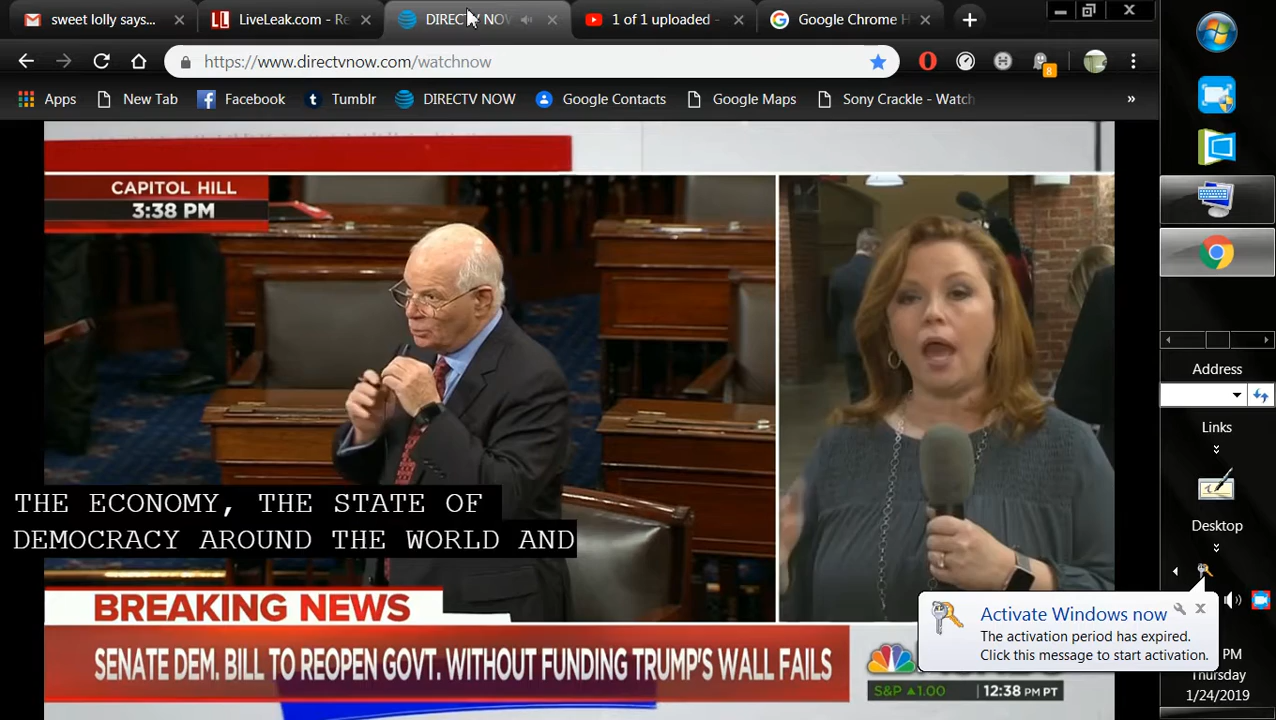 sweet lolly says...
LiveLeak.com - Re
DIRECTV NOW
1 of 1 uploaded -
Google Chrome H
https://www.directvnow.com/watchnow
8
Apps
New Tab
Facebook
Tumblr
DIRECTV NOW
Google Contacts
Google Maps
Sony Crackle - Watch
»
CAPITOL HILL
3:38 PM
THE ECONOMY, THE STATE OF
DEMOCRACY AROUND THE WORLD AND
BREAKING NEWS
SENATE DEM. BILL TO REOPEN GOVT. WITHOUT FUNDING TRUMP'S WALL FAILS
S&P ▲1.00
12:38 PM PT
Address
Links
Desktop
Activate Windows now
The activation period has expired.
Click this message to start activation.
PM
Thursday
1/24/2019